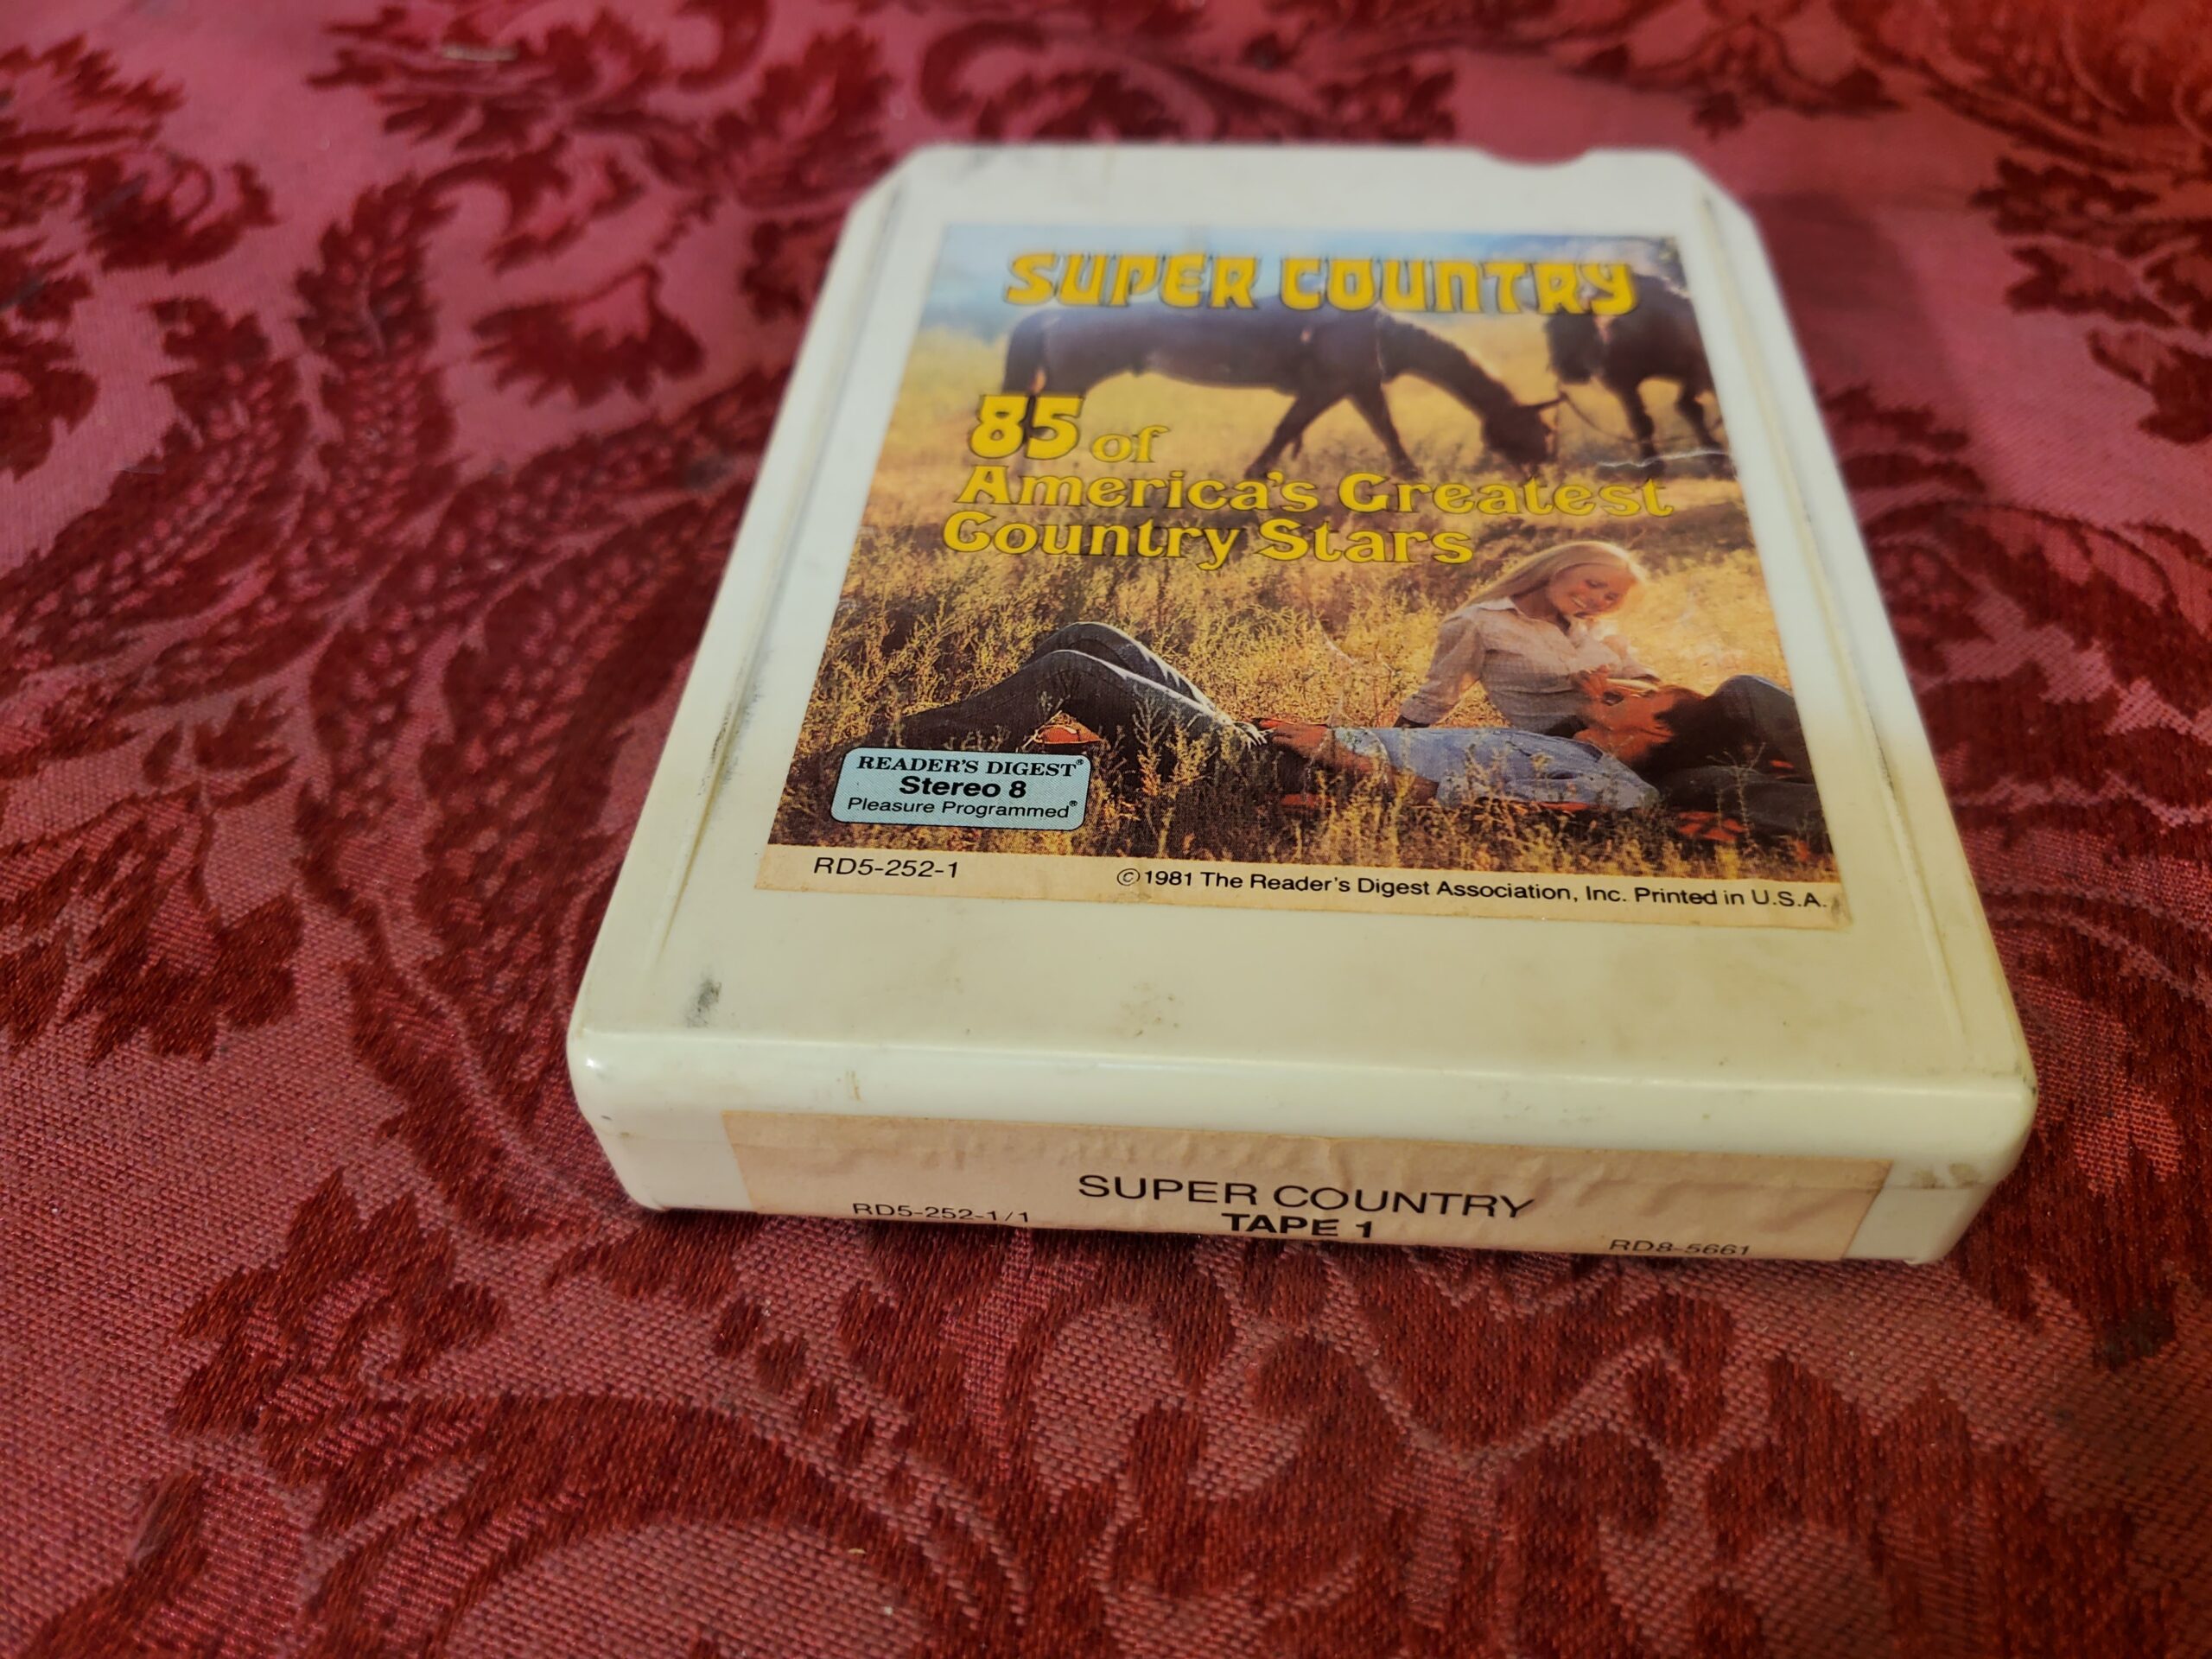 SUPER COUNTRY
85 of
America's Greatest
Country Stars
READER'S DIGEST®
Stereo 8
Pleasure Programmed®
RD5-252-1
©1981 The Reader's Digest Association, Inc. Printed in U.S.A.
SUPER COUNTRY
RD5-252-1/1
TAPE 1
RD8-5661